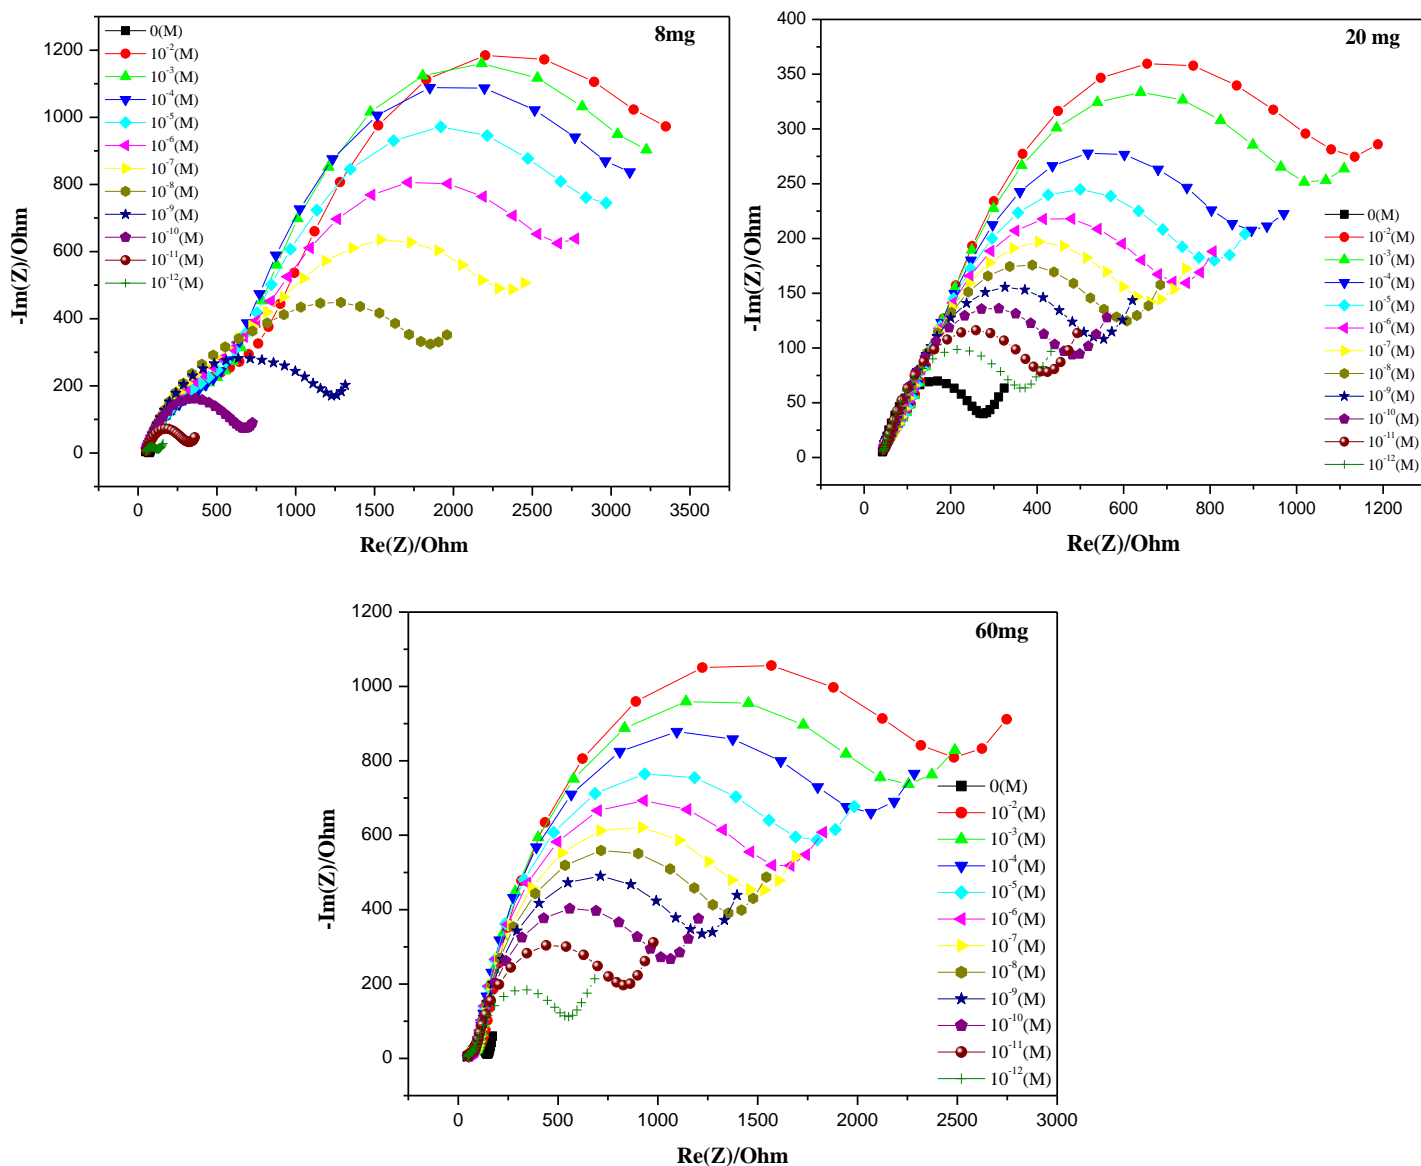 8mg
0(M)
10⁻²(M)
10⁻³(M)
10⁻⁴(M)
10⁻⁵(M)
10⁻⁶(M)
10⁻⁷(M)
10⁻⁸(M)
10⁻⁹(M)
10⁻¹⁰(M)
10⁻¹¹(M)
10⁻¹²(M)
1200
1000
800
600
400
200
0
-Im(Z)/Ohm
0 500 1000 1500 2000 2500 3000 3500
Re(Z)/Ohm
20 mg
400
350
300
250
200
150
100
50
0
-Im(Z)/Ohm
0(M)
10⁻²(M)
10⁻³(M)
10⁻⁴(M)
10⁻⁵(M)
10⁻⁶(M)
10⁻⁷(M)
10⁻⁸(M)
10⁻⁹(M)
10⁻¹⁰(M)
10⁻¹¹(M)
10⁻¹²(M)
0 200 400 600 800 1000 1200
Re(Z)/Ohm
60mg
1200
1000
800
600
400
200
0
-Im(Z)/Ohm
0(M)
10⁻²(M)
10⁻³(M)
10⁻⁴(M)
10⁻⁵(M)
10⁻⁶(M)
10⁻⁷(M)
10⁻⁸(M)
10⁻⁹(M)
10⁻¹⁰(M)
10⁻¹¹(M)
10⁻¹²(M)
0 500 1000 1500 2000 2500 3000
Re(Z)/Ohm